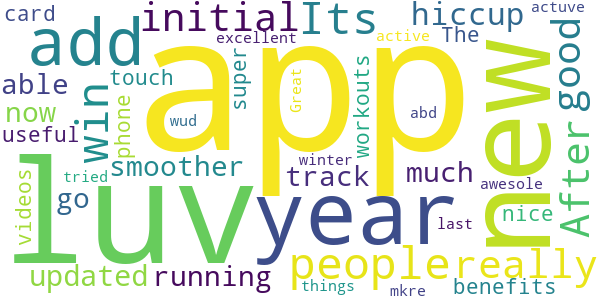 card
initial
Its
hiccup
actuve
add
excellent
active
The
able
win
touch
super
Great
app
workouts
new
good
now
phone
wud
abd
After
useful
smoother
track
much
winter
awesole
videos
tried
luv
year
go
last
nice
people
really
updated
running
things
mkre
benefits